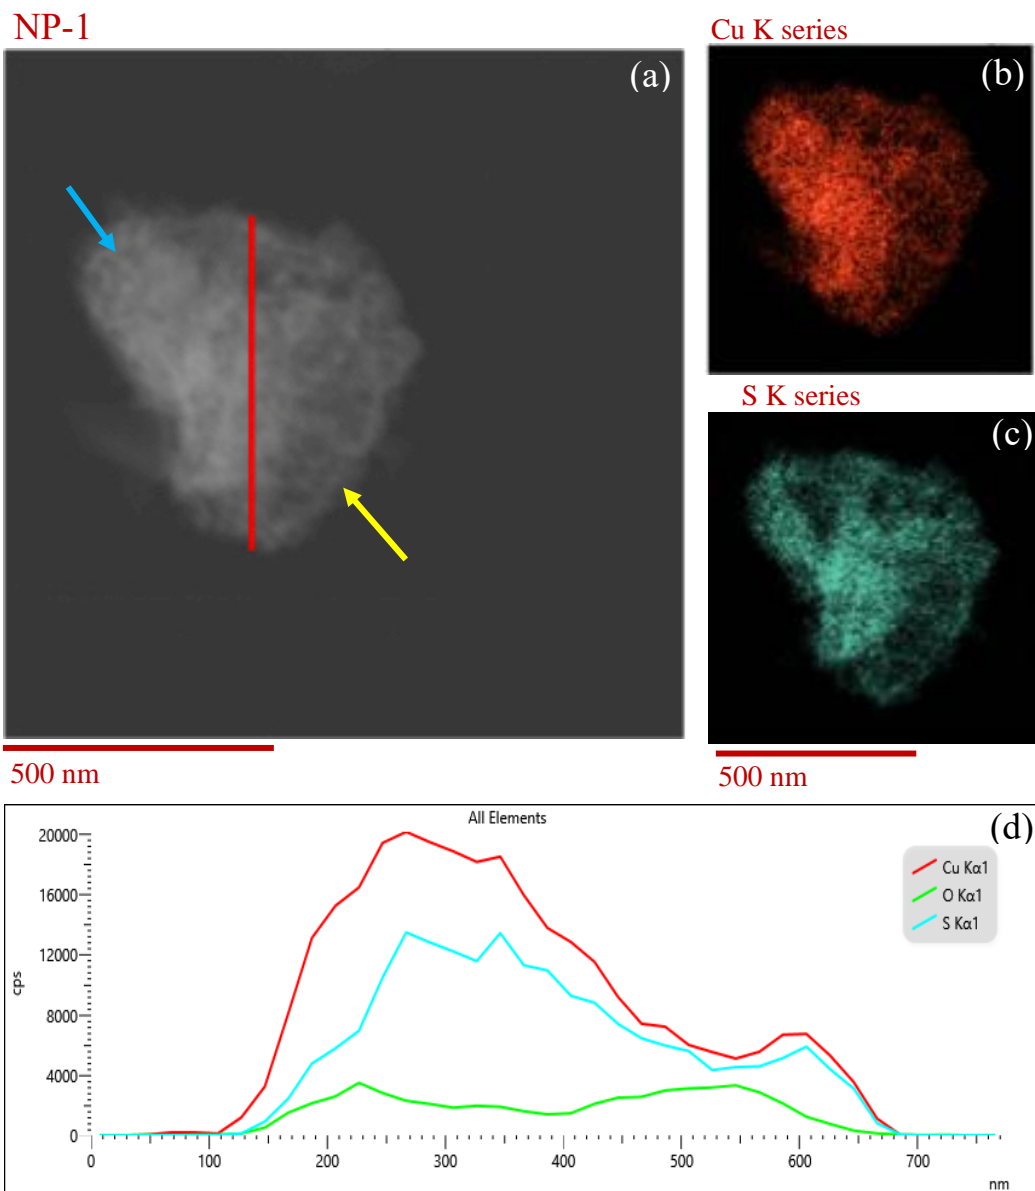 NP-1
(a)
Cu K series
(b)
S K series
(c)
500 nm
500 nm
All Elements
(d)
20000
16000
12000
8000
4000
0
cps
Cu Kα1
O Kα1
S Kα1
0 100 200 300 400 500 600 700
nm